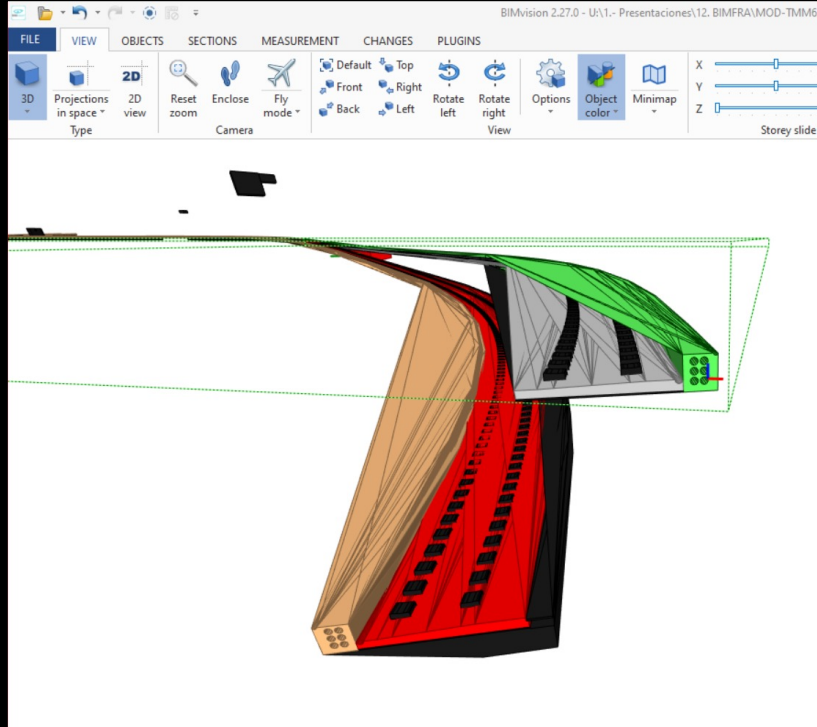 BIMvision 2.27.0 - U:\1.- Presentaciones\12. BIMFRA\MOD-TMM6
FILE VIEW OBJECTS SECTIONS MEASUREMENT CHANGES PLUGINS
3D
Projections
in space
2D
2D
view
Type
Reset
zoom
Enclose
Fly
mode
Camera
Default
Top
Front
Right
Back
Left
Rotate
left
Rotate
right
Options
Object
color
Minimap
View
X
Y
Z
Storey slide